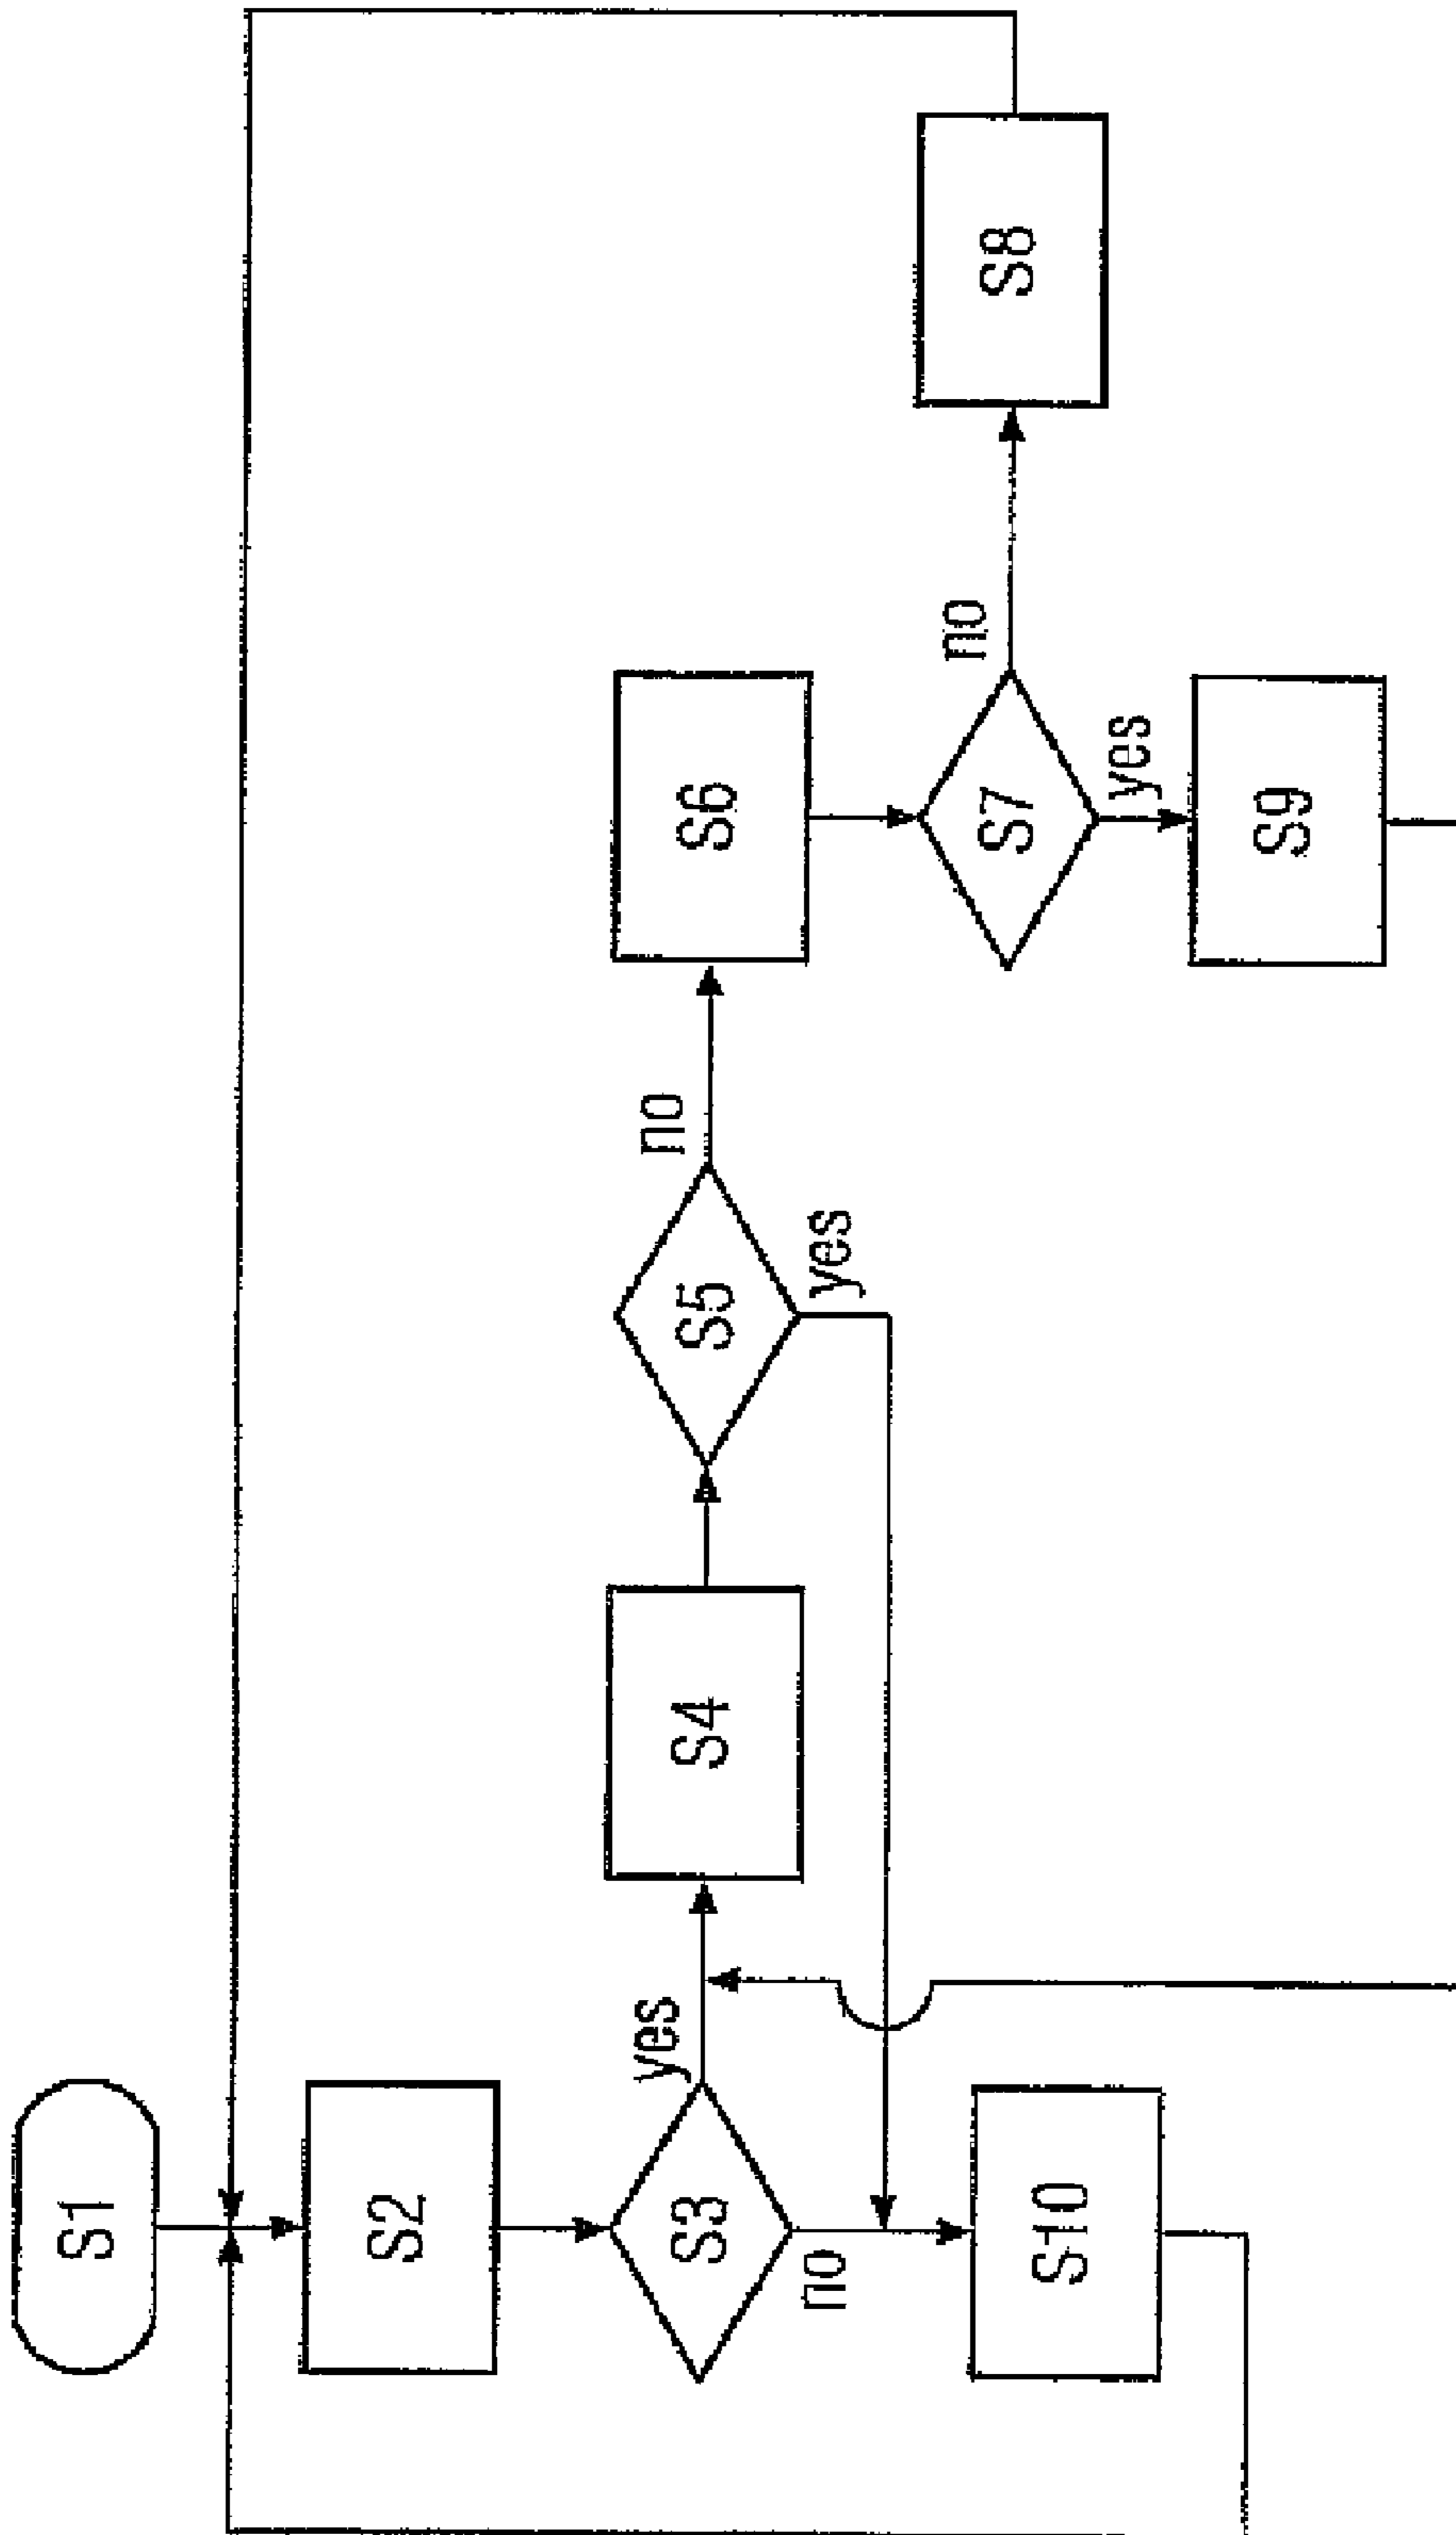 S1
S2
S3
yes
no
S4
S5
no
yes
S6
S7
no
yes
S8
S9
S10